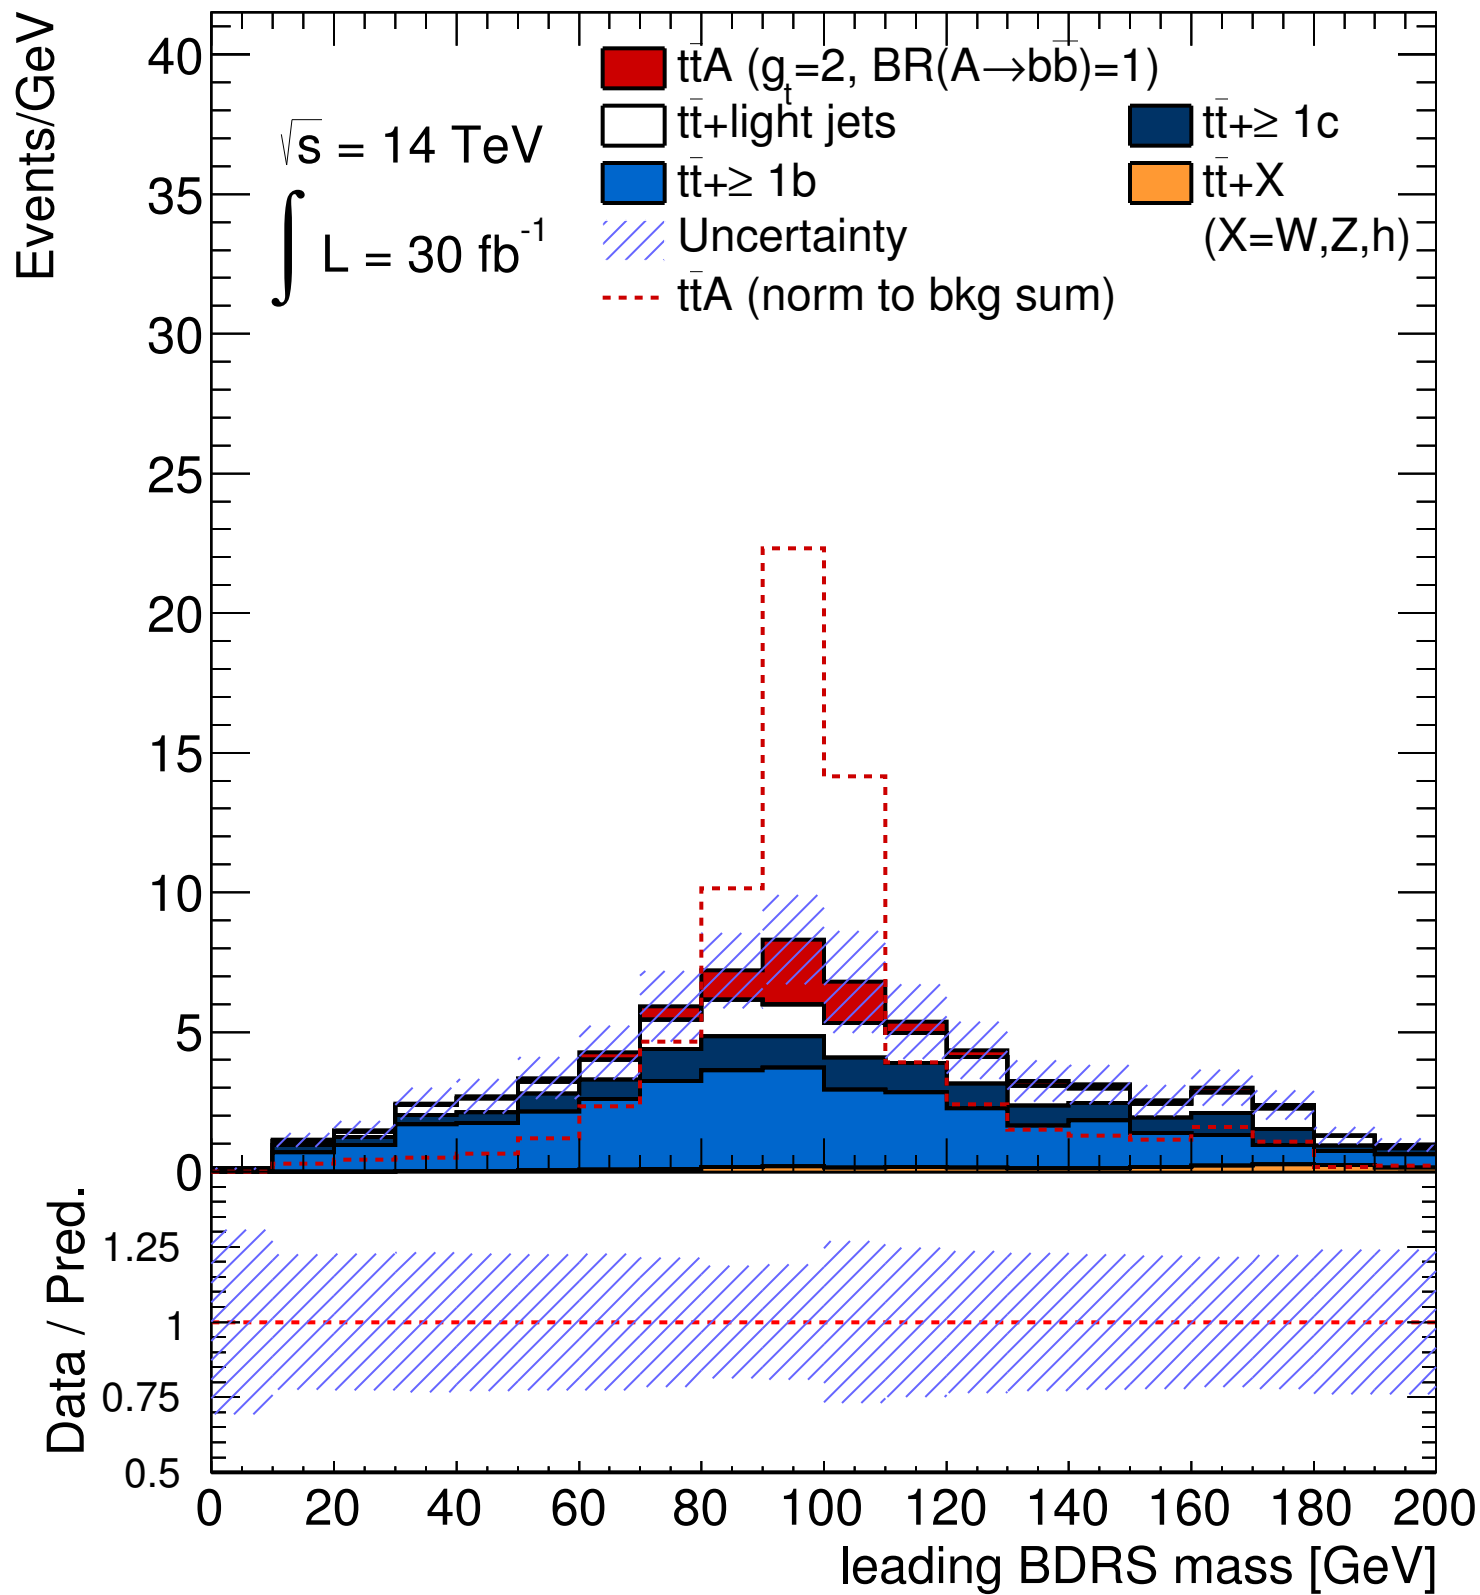 Events/GeV
40
35
30
25
20
15
10
5
0
√s = 14 TeV
∫ L = 30 fb⁻¹
tt̄A (gₜ=2, BR(A→bb̄)=1)
tt̄+light jets
tt̄+≥ 1c
tt̄+≥ 1b
tt̄+X
Uncertainty
(X=W,Z,h)
tt̄A (norm to bkg sum)
Data / Pred.
1.25
1
0.75
0.5
0 20 40 60 80 100 120 140 160 180 200
leading BDRS mass [GeV]